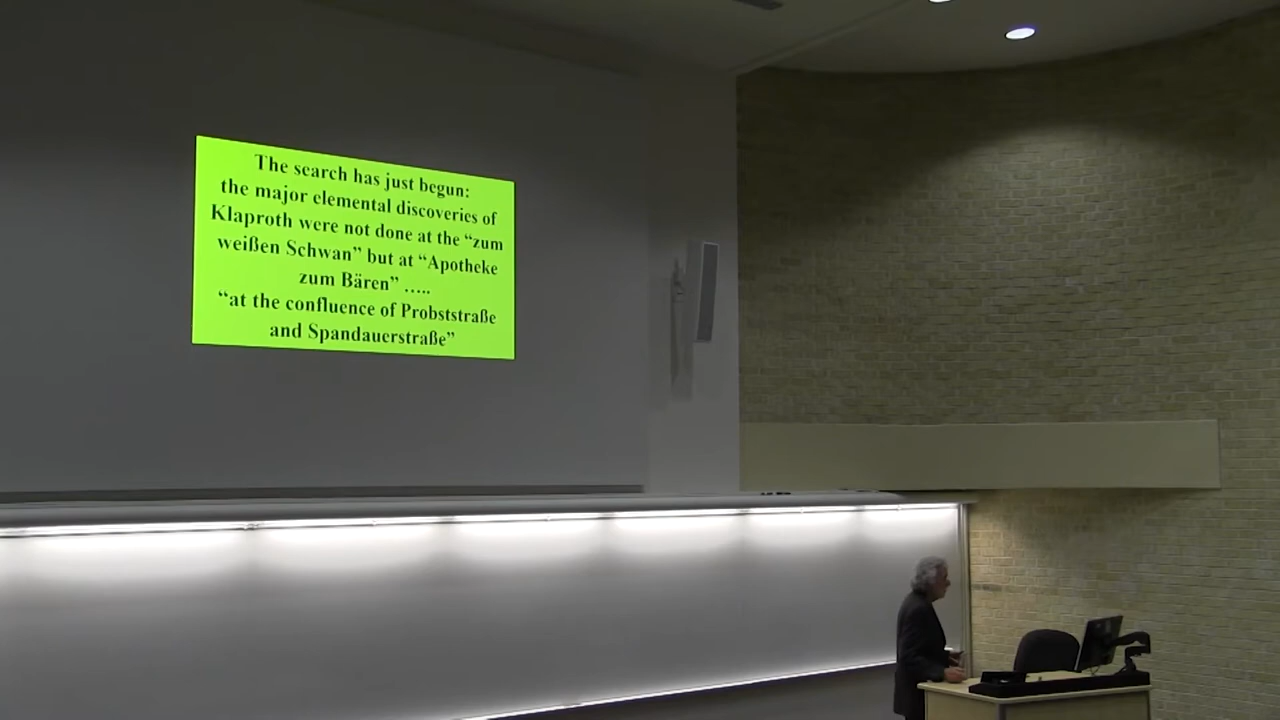 The search has just begun:
the major elemental discoveries of
Klaproth were not done at the “zum
weißen Schwan” but at “Apotheke
zum Bären” …..
“at the confluence of Probststraße
and Spandauerstraße”